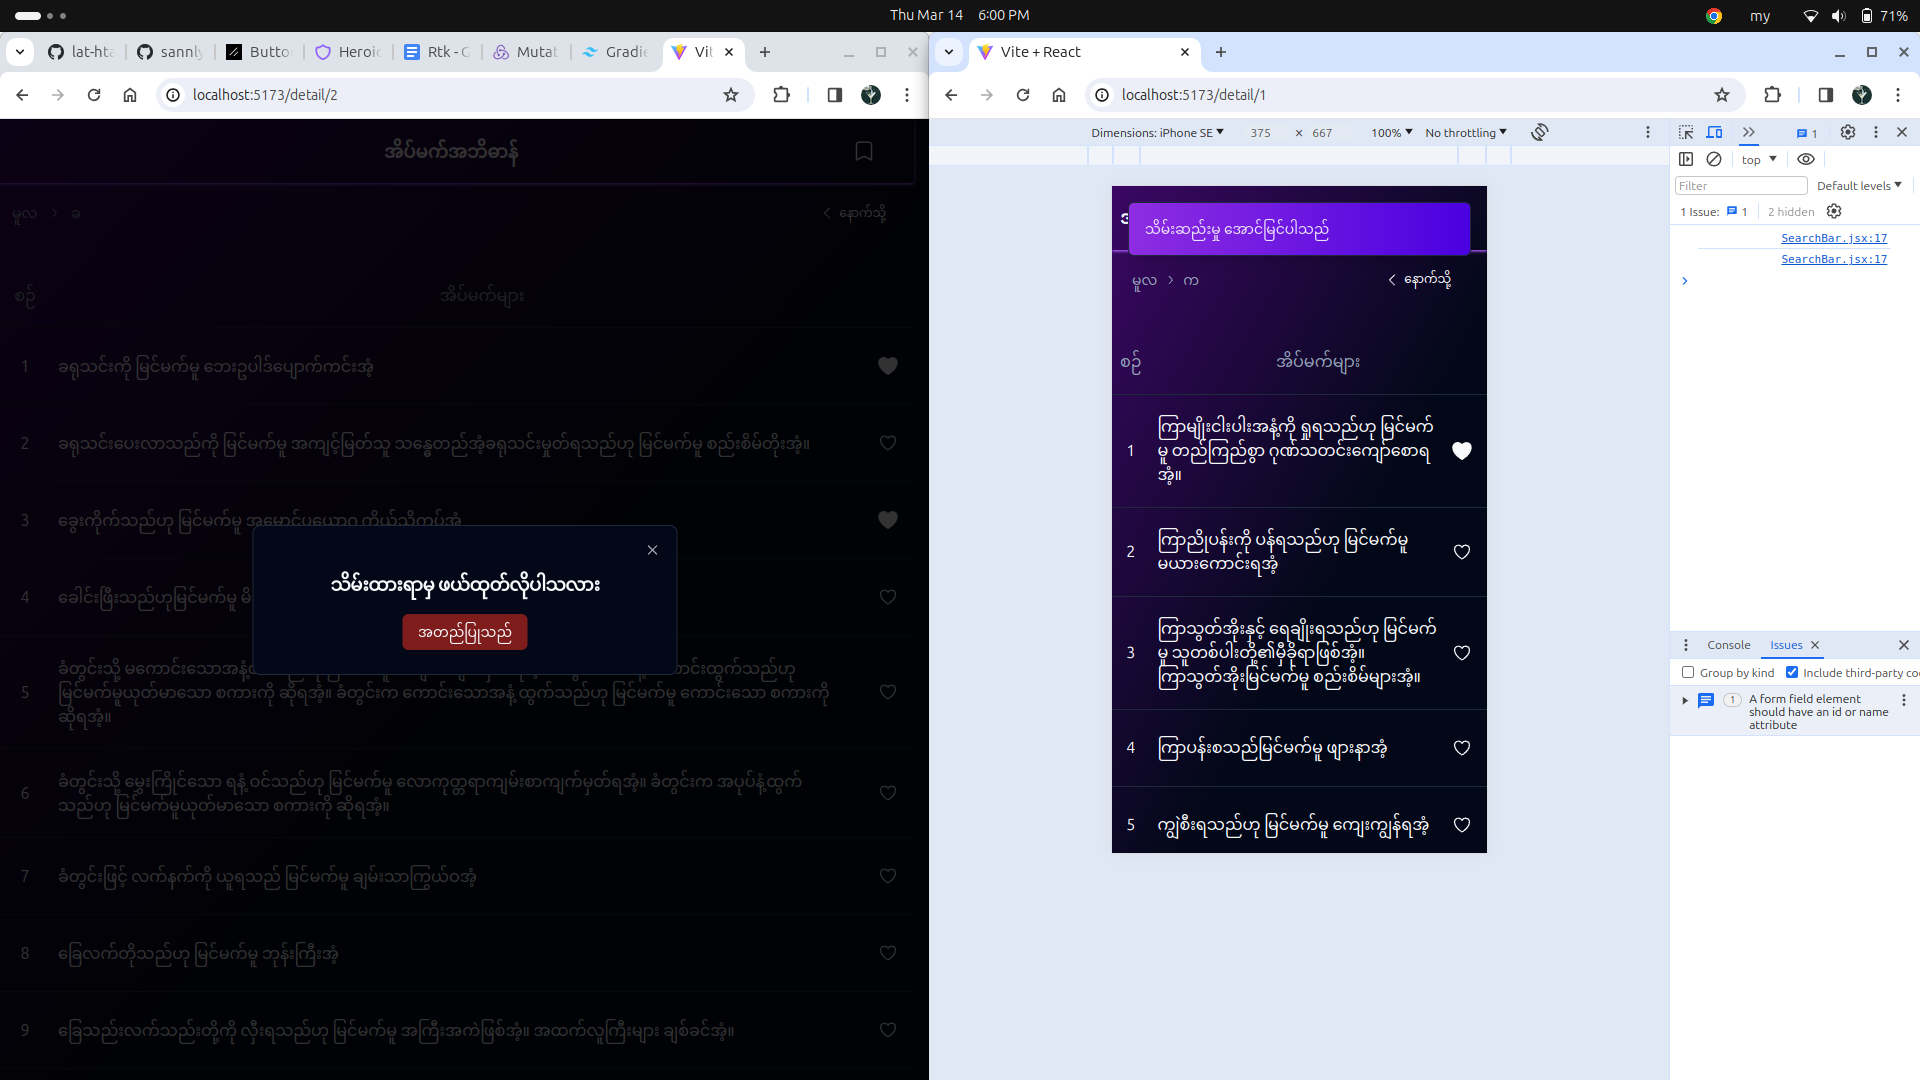 Thu Mar 14 6:00 PM
my
71%
lat-hta
sannly
Butto
Heroic
Rtk - G
Mutat
Gradie
Vit
localhost:5173/detail/2
အိပ်မက်အဘိဓာန်
မူလ > ခ
နောက်သို့
စဉ်
အိပ်မက်များ
1 ခရုသင်းကို မြင်မက်မူ ဘေးဥပါဒ်ပျောက်ကင်းအံ့
2 ခရုသင်းပေးလာသည်ကို မြင်မက်မူ အကျင့်မြတ်သူ သန္ဓေတည်အံ့ခရုသင်းမှုတ်ရသည်ဟု မြင်မက်မူ စည်းစိမ်တိုးအံ့။
3 ခွေးကိုက်သည်ဟု မြင်မက်မူ အမှောင့်ပယောဂ ကိုယ်သို့ကပ်အံ့
4 ခေါင်းဖြီးသည်ဟုမြင်မက်မူ မိ
5 ခံတွင်းသို့ မကောင်းသောအနံ့
ာင်းထွက်သည်ဟု
မြင်မက်မူယုတ်မာသော စကားကို ဆိုရအံ့။ ခံတွင်းက ကောင်းသောအနံ့ ထွက်သည်ဟု မြင်မက်မူ ကောင်းသော စကားကို
ဆိုရအံ့။
6 ခံတွင်းသို့ မွှေးကြိုင်သော ရနံ့ ဝင်သည်ဟု မြင်မက်မူ လောကုတ္တရာကျမ်းစာကျက်မှတ်ရအံ့။ ခံတွင်းက အပုပ်နံ့ထွက်
သည်ဟု မြင်မက်မူယုတ်မာသော စကားကို ဆိုရအံ့။
7 ခံတွင်းဖြင့် လက်နက်ကို ယူရသည် မြင်မက်မူ ချမ်းသာကြွယ်ဝအံ့
8 ခြေလက်တိုသည်ဟု မြင်မက်မူ ဘုန်းကြီးအံ့
9 ခြေသည်းလက်သည်းတို့ကို လှီးရသည်ဟု မြင်မက်မူ အကြီးအကဲဖြစ်အံ့။ အထက်လူကြီးများ ချစ်ခင်အံ့။
သိမ်းထားရာမှ ဖယ်ထုတ်လိုပါသလား
အတည်ပြုသည်
Vite + React
localhost:5173/detail/1
Dimensions: iPhone SE 375 × 667 100% No throttling
သိမ်းဆည်းမှု အောင်မြင်ပါသည်
မူလ > က
နောက်သို့
စဉ်
အိပ်မက်များ
1 ကြာမျိုးငါးပါးအနံ့ကို ရှူရသည်ဟု မြင်မက်
မူ တည်ကြည်စွာ ဂုဏ်သတင်းကျော်စောရ
အံ့။
2 ကြာညိုပန်းကို ပန်ရသည်ဟု မြင်မက်မူ
မယားကောင်းရအံ့
3 ကြာသွတ်အိုးနှင့် ရေချိုးရသည်ဟု မြင်မက်
မူ သူတစ်ပါးတို့၏မှီခိုရာဖြစ်အံ့။
ကြာသွတ်အိုးမြင်မက်မူ စည်းစိမ်များအံ့။
4 ကြာပန်းစသည်မြင်မက်မူ ဖျားနာအံ့
5 ကျွဲစီးရသည်ဟု မြင်မက်မူ ကျေးကျွန်ရအံ့
1
top
Filter
Default levels
1 Issue: 1 2 hidden
SearchBar.jsx:17
SearchBar.jsx:17
Console Issues
Group by kind Include third-party coo
1 A form field element
should have an id or name
attribute